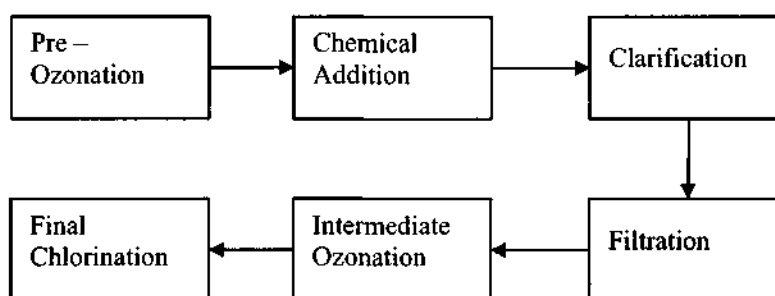 Pre –
Ozonation
Chemical
Addition
Clarification
Filtration
Intermediate
Ozonation
Final
Chlorination